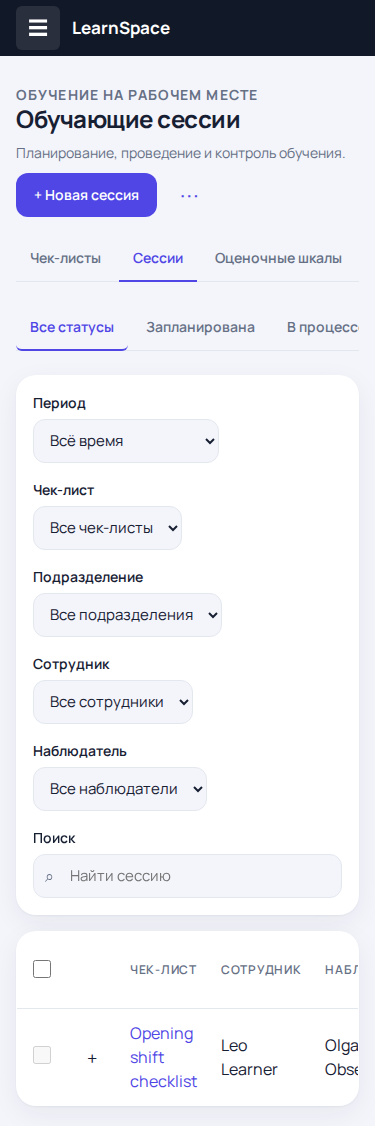 LearnSpace
ОБУЧЕНИЕ НА РАБОЧЕМ МЕСТЕ
Обучающие сессии
Планирование, проведение и контроль обучения.
+ Новая сессия
...
Чек-листы Сессии Оценочные шкалы
Все статусы Запланирована В процесс
Период
Всё время
Чек-лист
Все чек-листы
Подразделение
Все подразделения
Сотрудник
Все сотрудники
Наблюдатель
Все наблюдатели
Поиск
Найти сессию
ЧЕК-ЛИСТ СОТРУДНИК НАБЛ
+
Opening shift checklist
Leo Learner
Olga Obse